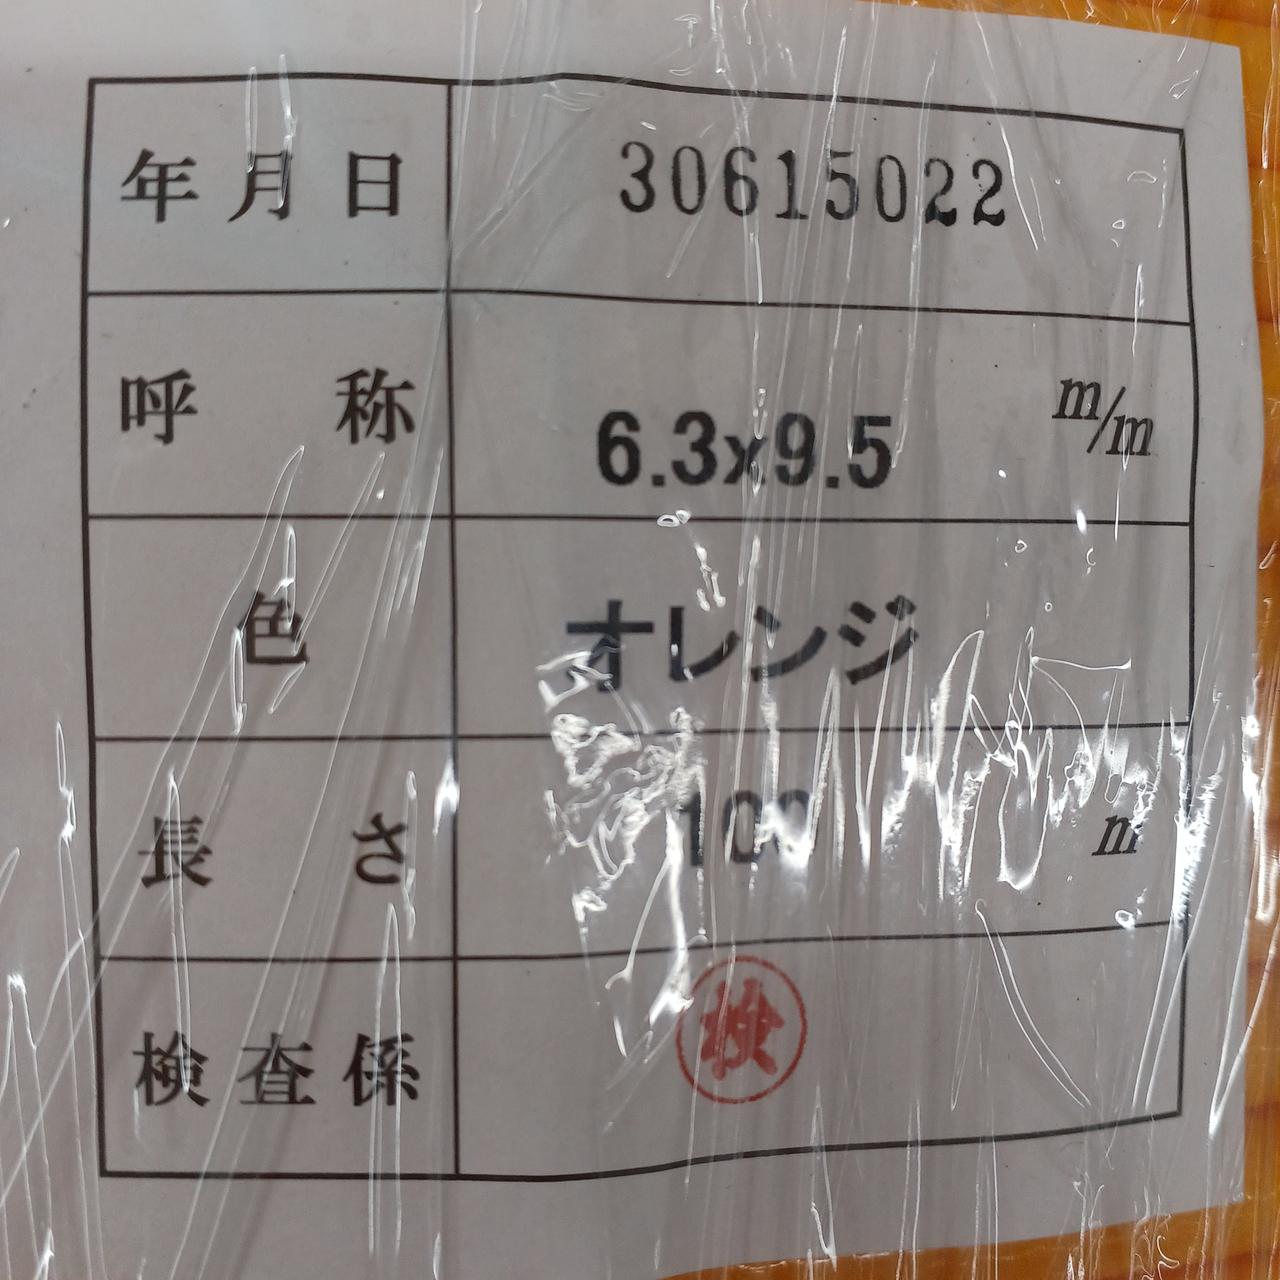 年月日 30615022
呼称 6.3x9.5 m/m
色 オレンジ
長さ 100 m
検査係 検